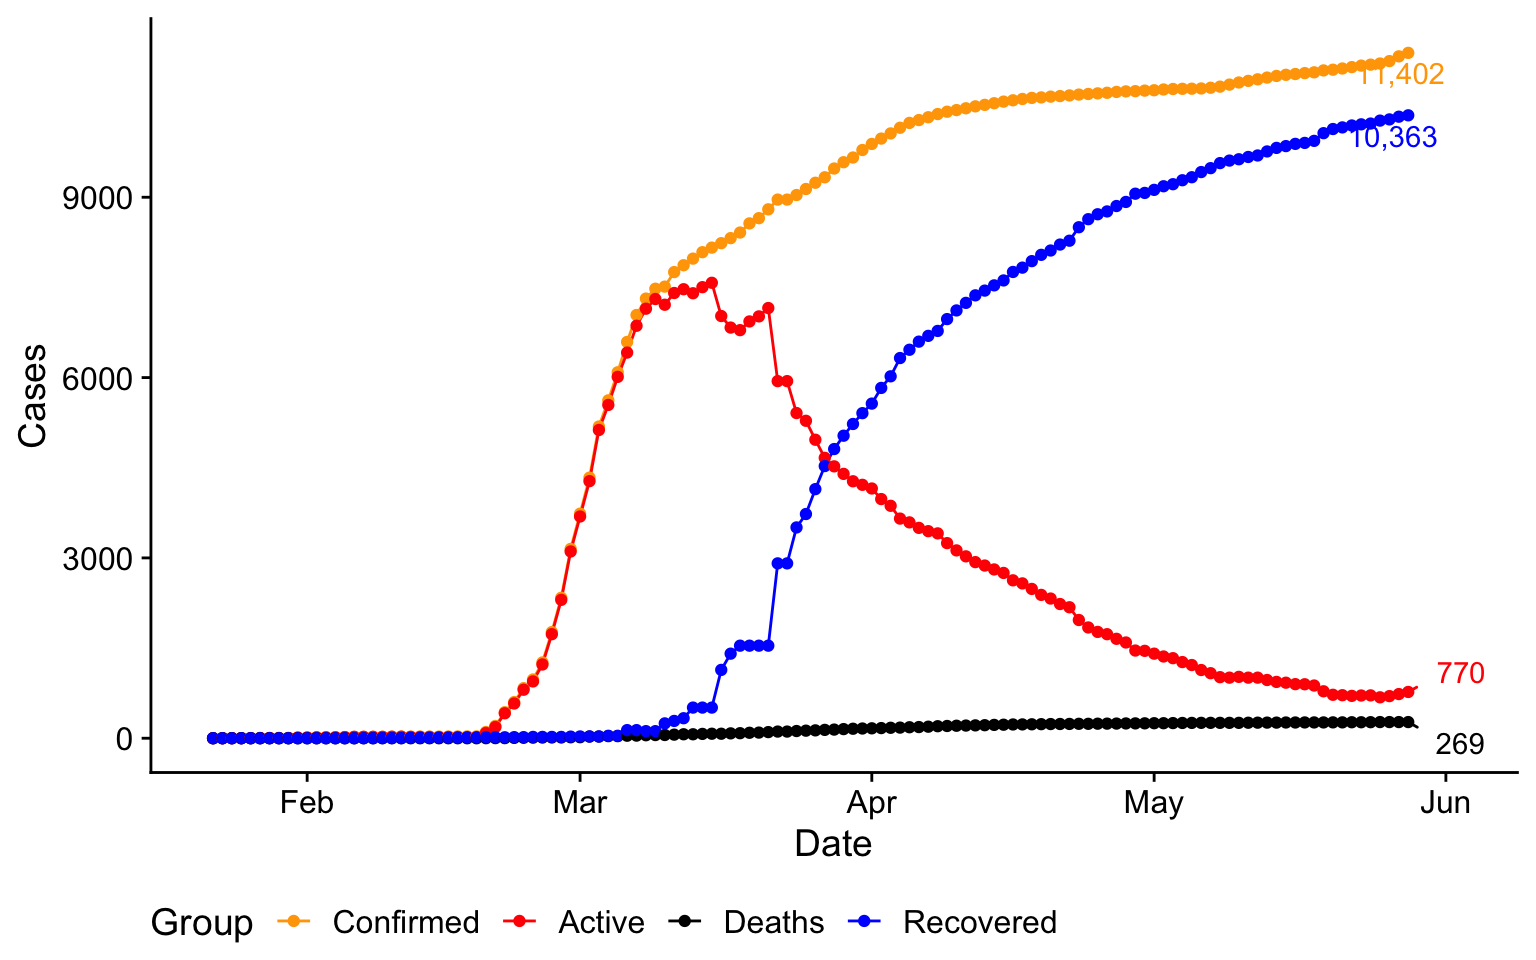 11,402
10,363
9000
6000
3000
0
770
269
Cases
Feb Mar Apr May Jun
Date
Group Confirmed Active Deaths Recovered